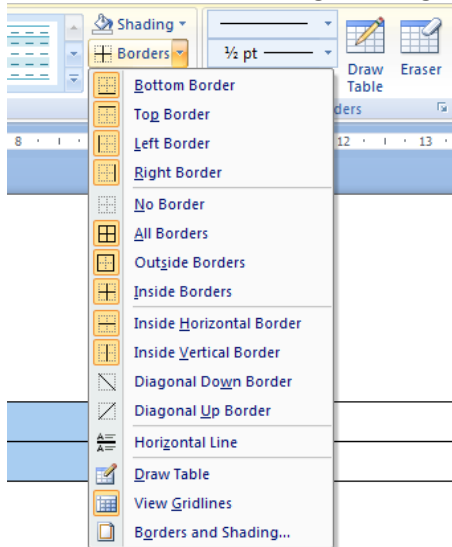 Shading
Borders
½ pt
Draw
Table
Eraser
ders
8 12 13
Bottom Border
Top Border
Left Border
Right Border
No Border
All Borders
Outside Borders
Inside Borders
Inside Horizontal Border
Inside Vertical Border
Diagonal Down Border
Diagonal Up Border
Horizontal Line
Draw Table
View Gridlines
Borders and Shading...